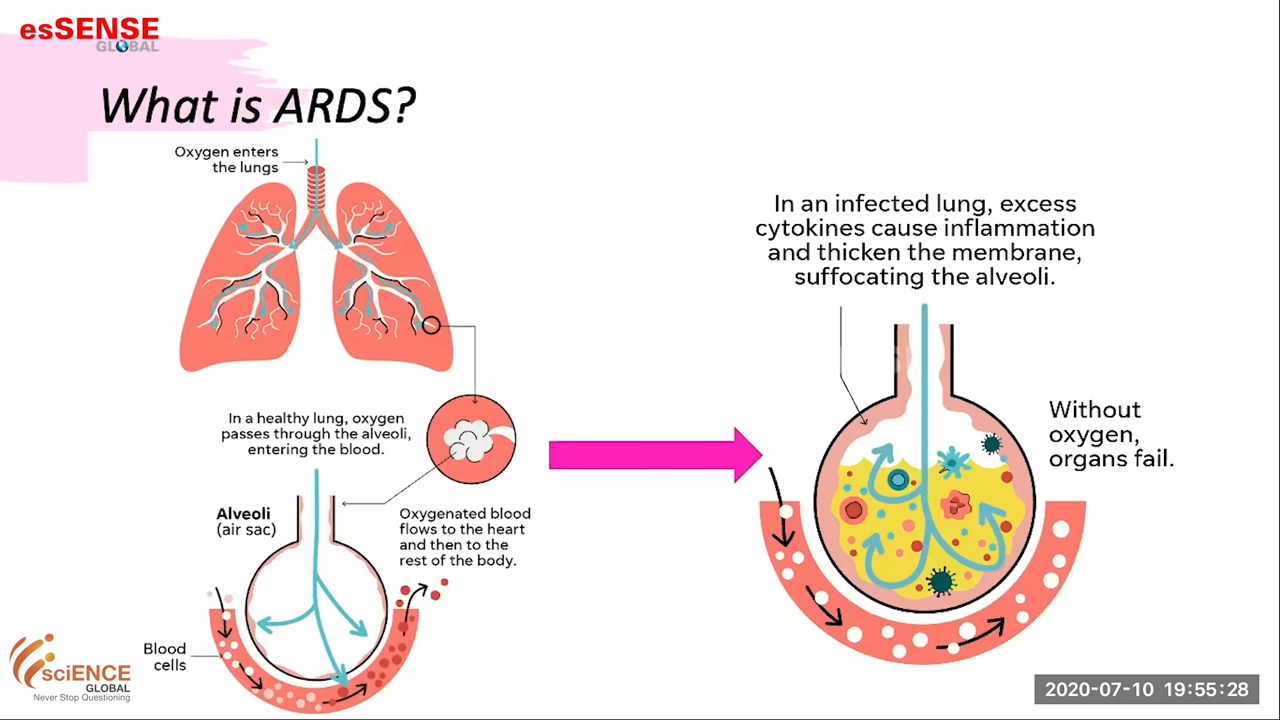 esSENSE
GLOBAL
What is ARDS?
Oxygen enters
the lungs
In a healthy lung, oxygen
passes through the alveoli,
entering the blood.
Alveoli
(air sac)
Oxygenated blood
flows to the heart
and then to the
rest of the body.
Blood
cells
In an infected lung, excess
cytokines cause inflammation
and thicken the membrane,
suffocating the alveoli.
Without
oxygen,
organs fail.
sciENCE
GLOBAL
Never Stop Questioning
2020-07-10 19:55:28